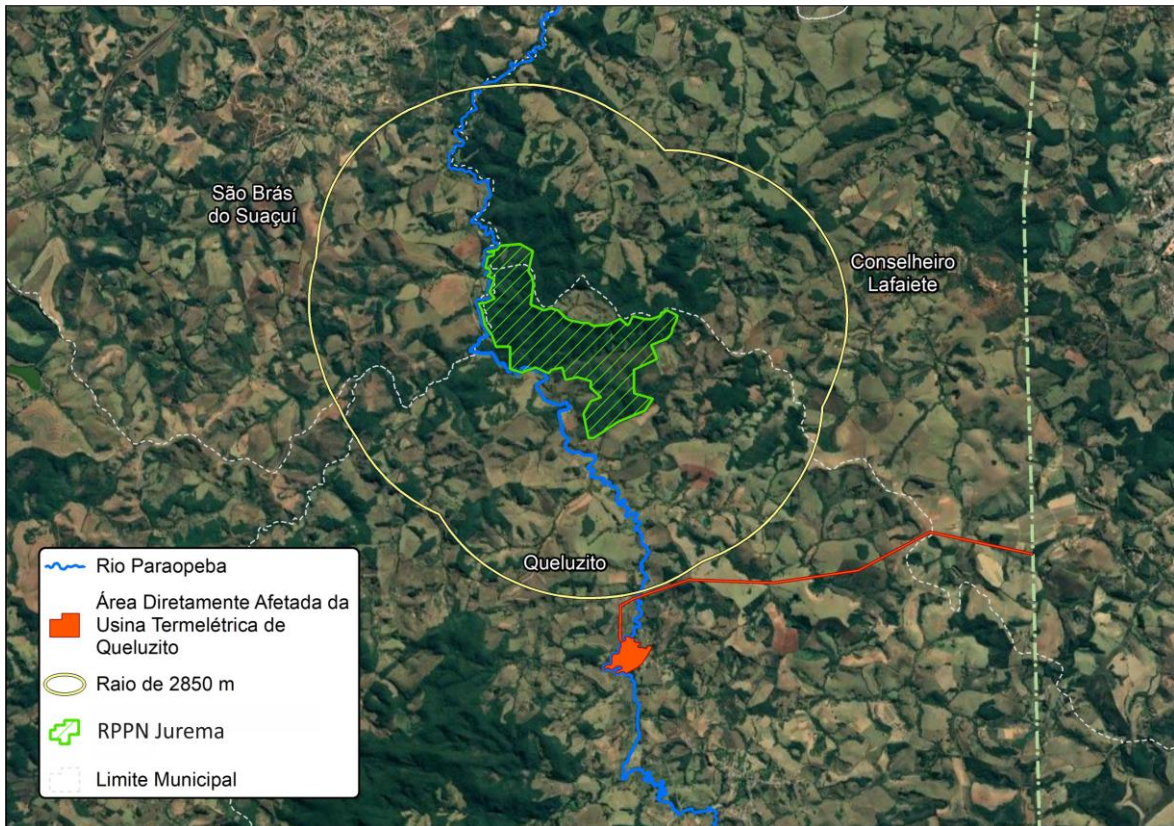 São Brás
do Suaçuí
Conselheiro
Lafaiete
Queluzito
Rio Paraopeba
Área Diretamente Afetada da
Usina Termelétrica de
Queluzito
Raio de 2850 m
RPPN Jurema
Limite Municipal